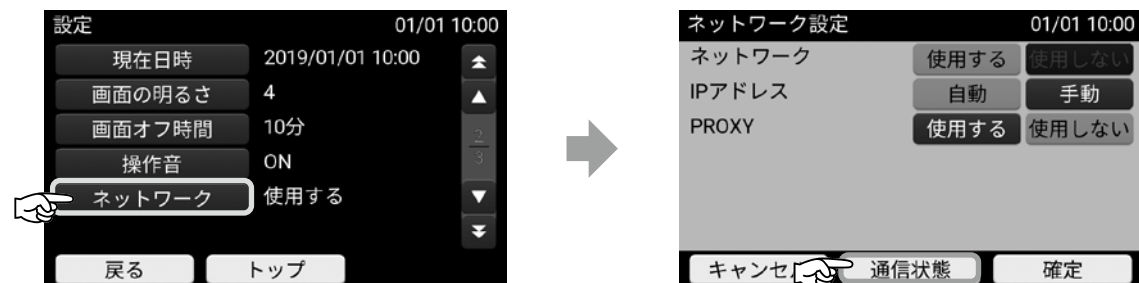 設定 01/01 10:00
現在日時 2019/01/01 10:00
画面の明るさ 4
画面オフ時間 10分
操作音 ON
ネットワーク 使用する
2
3
戻る トップ
ネットワーク設定 01/01 10:00
ネットワーク 使用する 使用しない
IPアドレス 自動 手動
PROXY 使用する 使用しない
キャンセ 通信状態 確定